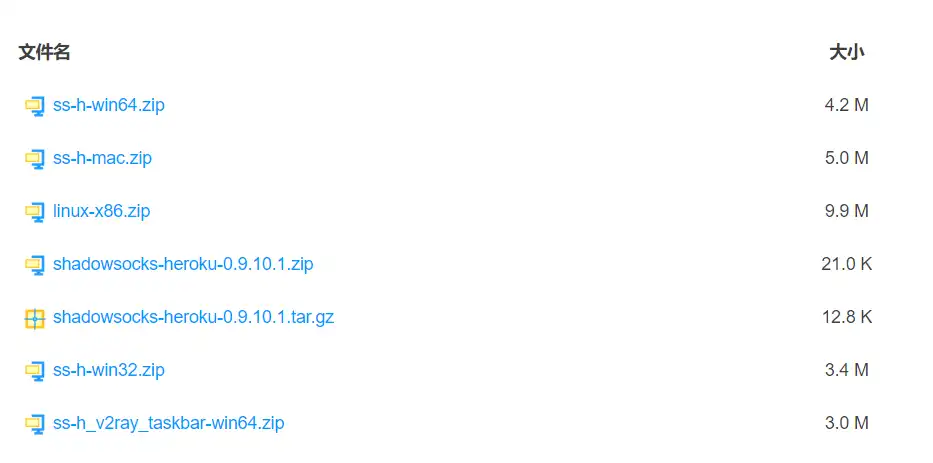 文件名 大小
ss-h-win64.zip 4.2 M
ss-h-mac.zip 5.0 M
linux-x86.zip 9.9 M
shadowsocks-heroku-0.9.10.1.zip 21.0 K
shadowsocks-heroku-0.9.10.1.tar.gz 12.8 K
ss-h-win32.zip 3.4 M
ss-h_v2ray_taskbar-win64.zip 3.0 M